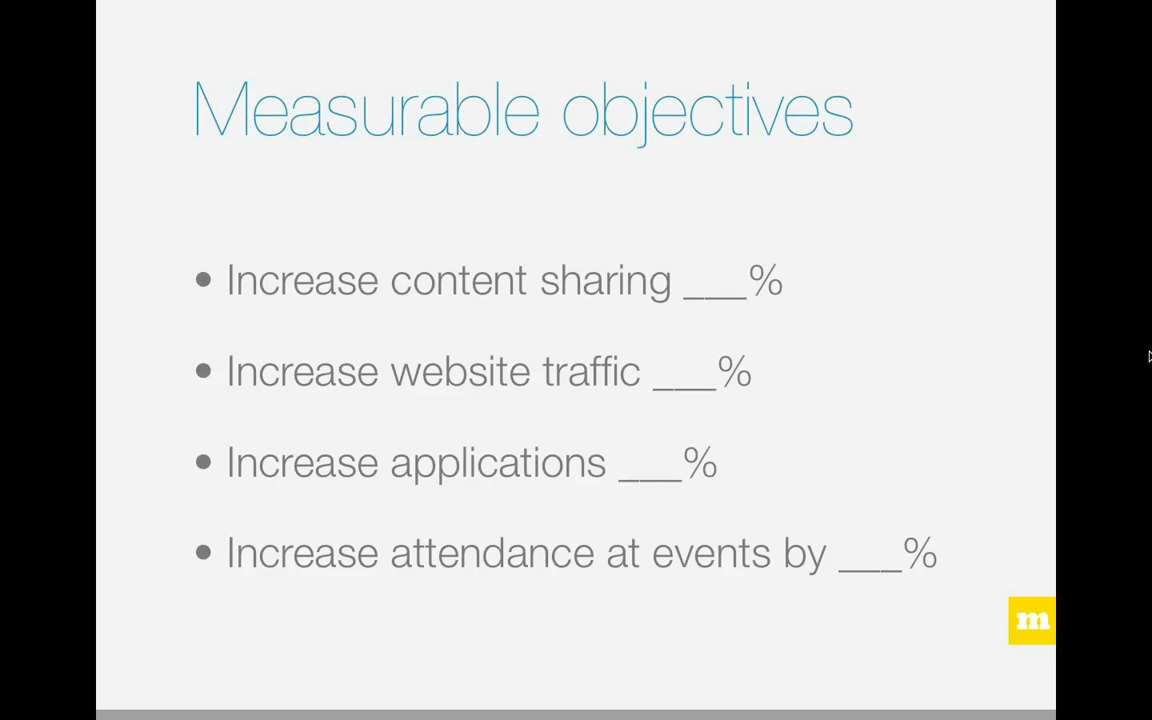 Measurable objectives
• Increase content sharing ___%
• Increase website traffic ___%
• Increase applications ___%
• Increase attendance at events by ___%
m